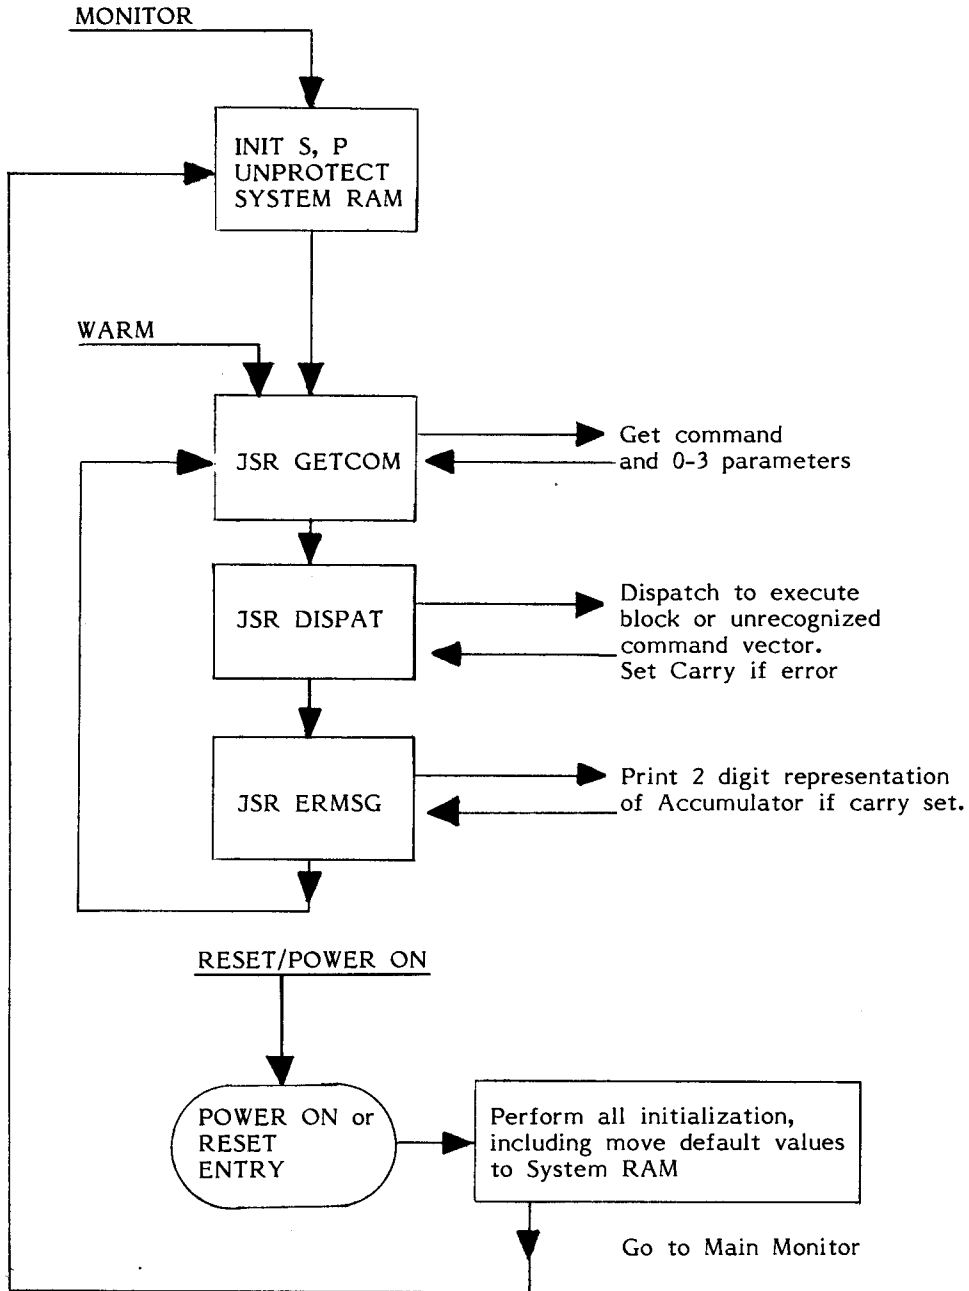 MONITOR
INIT S, P
UNPROTECT
SYSTEM RAM
WARM
JSR GETCOM
Get command
and 0-3 parameters
JSR DISPAT
Dispatch to execute
block or unrecognized
command vector.
Set Carry if error
JSR ERMSG
Print 2 digit representation
of Accumulator if carry set.
RESET/POWER ON
POWER ON or
RESET
ENTRY
Perform all initialization,
including move default values
to System RAM
Go to Main Monitor